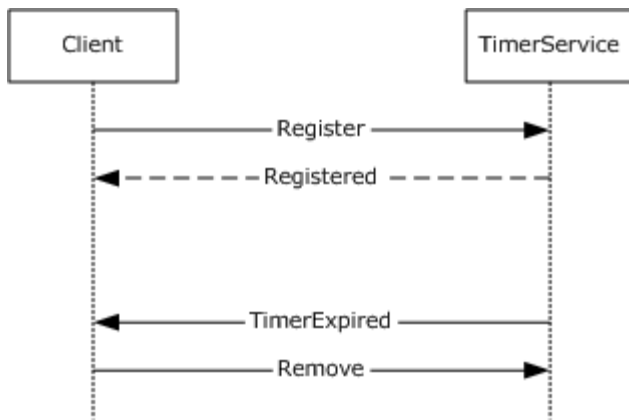 Client
TimerService
Register
Registered
TimerExpired
Remove